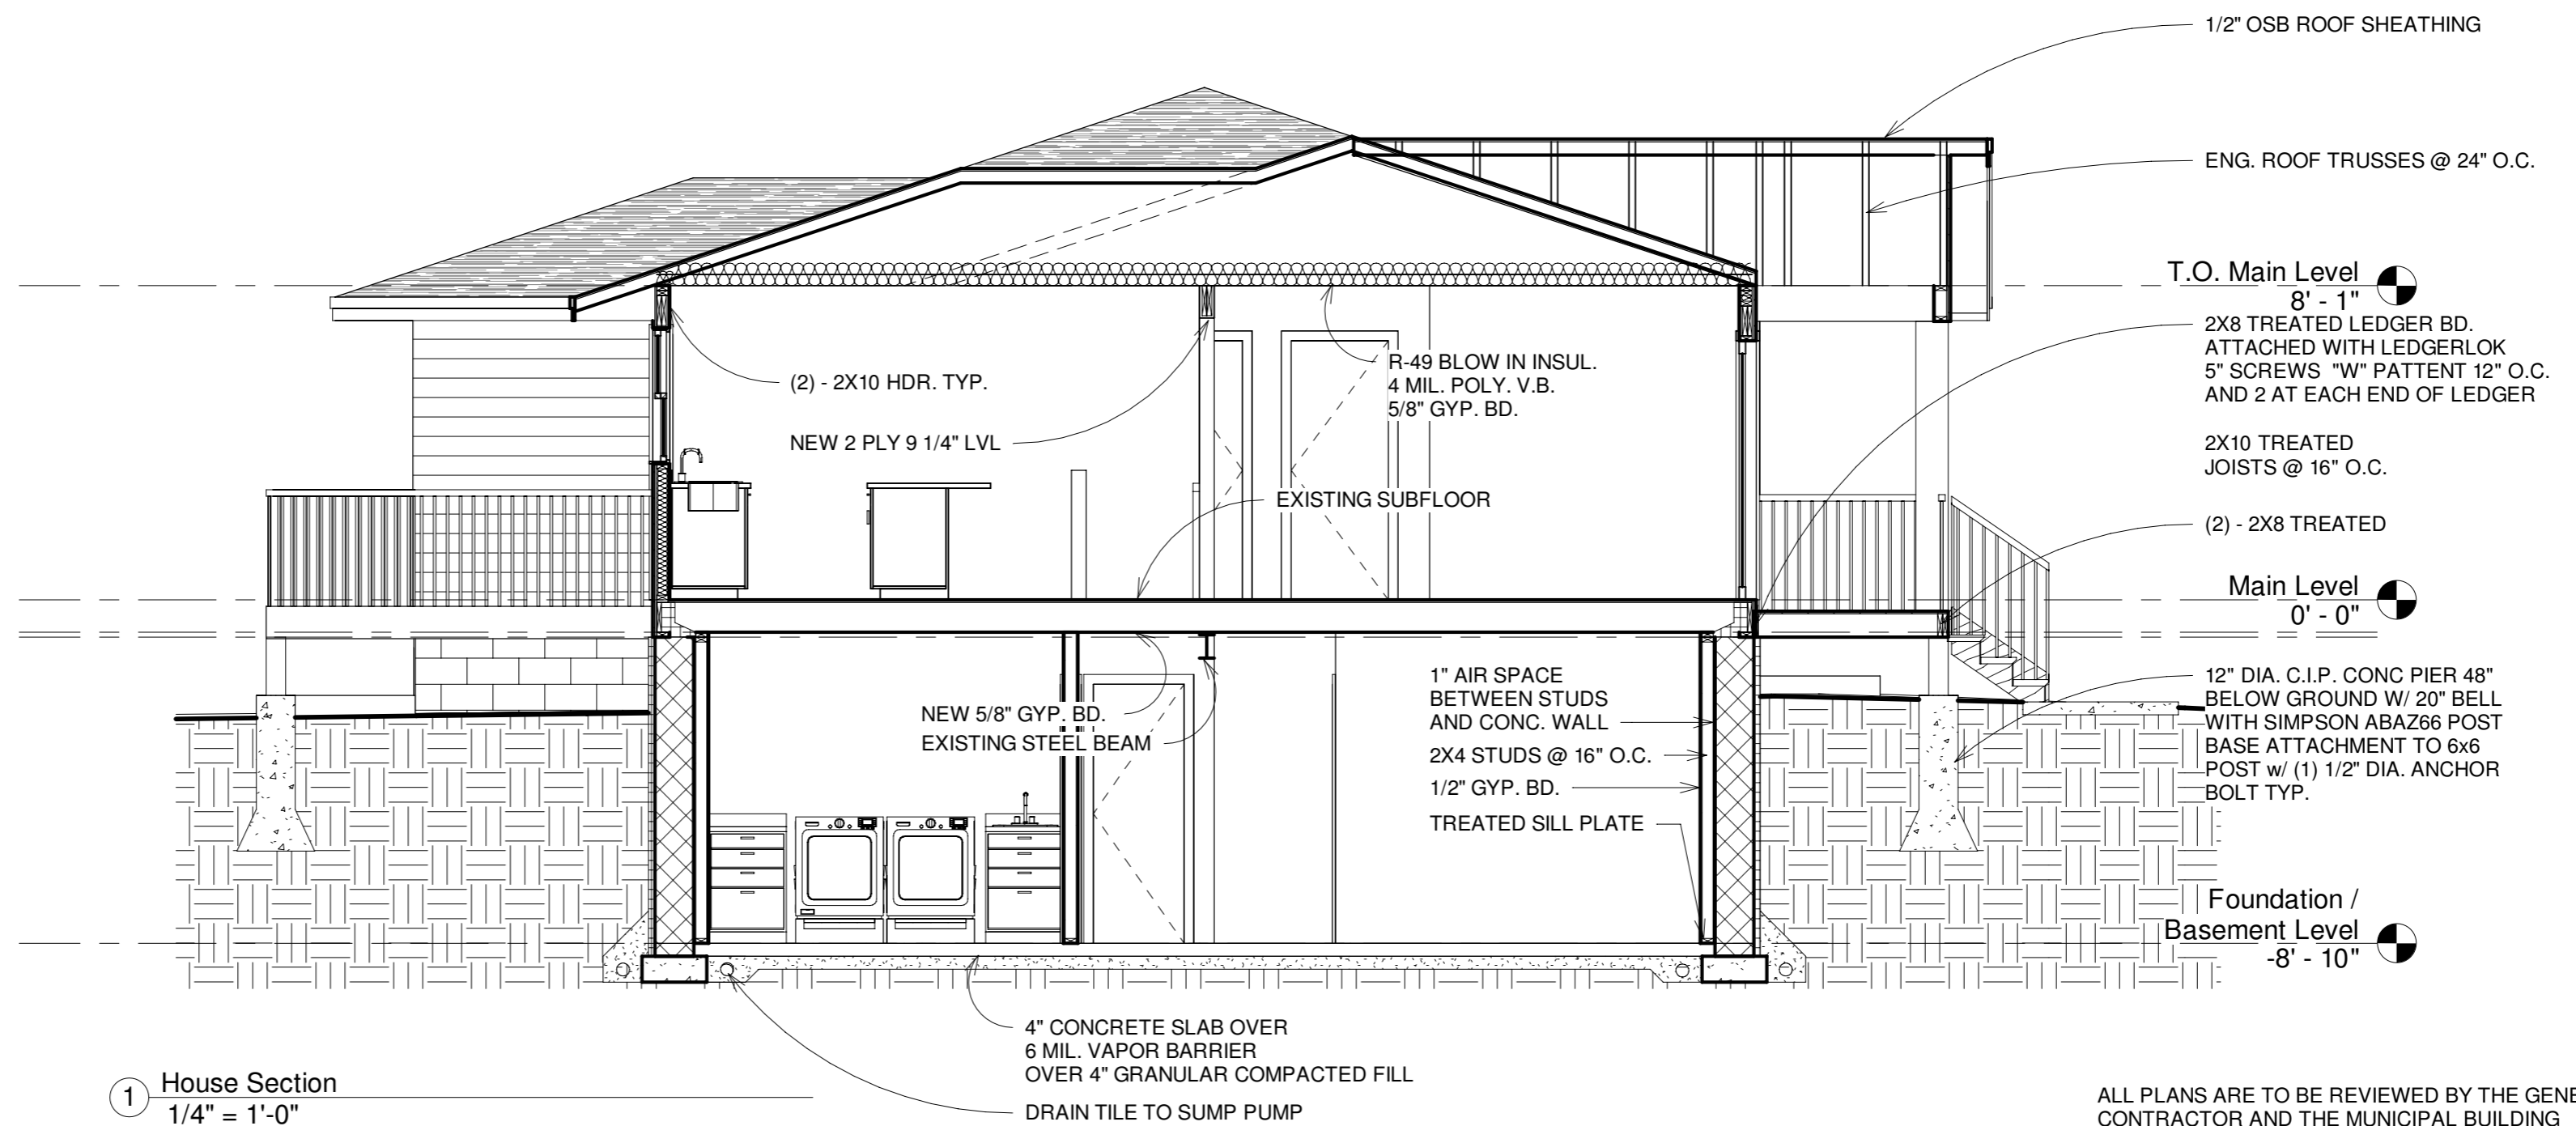 1/2" OSB ROOF SHEATHING
ENG. ROOF TRUSSES @ 24" O.C.
T.O. Main Level
8' - 1"
2X8 TREATED LEDGER BD.
ATTACHED WITH LEDGERLOK
5" SCREWS "W" PATTENT 12" O.C.
AND 2 AT EACH END OF LEDGER
2X10 TREATED
JOISTS @ 16" O.C.
(2) - 2X8 TREATED
Main Level
0' - 0"
12" DIA. C.I.P. CONC PIER 48"
BELOW GROUND W/ 20" BELL
WITH SIMPSON ABAZ66 POST
BASE ATTACHMENT TO 6x6
POST w/ (1) 1/2" DIA. ANCHOR
BOLT TYP.
Foundation /
Basement Level
-8' - 10"
(2) - 2X10 HDR. TYP.
NEW 2 PLY 9 1/4" LVL
R-49 BLOW IN INSUL.
4 MIL. POLY. V.B.
5/8" GYP. BD.
EXISTING SUBFLOOR
NEW 5/8" GYP. BD.
EXISTING STEEL BEAM
1" AIR SPACE
BETWEEN STUDS
AND CONC. WALL
2X4 STUDS @ 16" O.C.
1/2" GYP. BD.
TREATED SILL PLATE
4" CONCRETE SLAB OVER
6 MIL. VAPOR BARRIER
OVER 4" GRANULAR COMPACTED FILL
DRAIN TILE TO SUMP PUMP
1 House Section
1/4" = 1'-0"
ALL PLANS ARE TO BE REVIEWED BY THE GENE
CONTRACTOR AND THE MUNICIPAL BUILDING